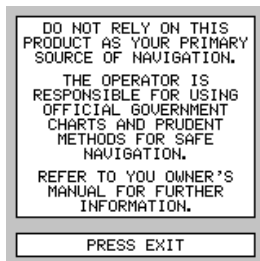 DO NOT RELY ON THIS
PRODUCT AS YOUR PRIMARY
SOURCE OF NAVIGATION.
THE OPERATOR IS
RESPONSIBLE FOR USING
OFFICIAL GOVERNMENT
CHARTS AND PRUDENT
METHODS FOR SAFE
NAVIGATION.
REFER TO YOU OWNER'S
MANUAL FOR FURTHER
INFORMATION.
PRESS EXIT